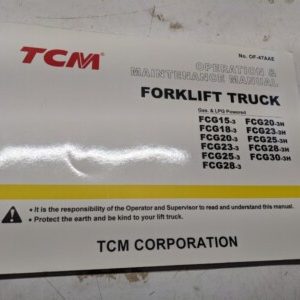 No. OF-47AAE
TCM
OPERATION &
MAINTENANCE MANUAL
FORKLIFT TRUCK
Gas. & LPG Powered
FCG15-3 FCG20-3H
FCG18-3 FCG23-3H
FCG20-3 FCG25-3H
FCG23-3 FCG28-3H
FCG25-3 FCG30-3H
FCG28-3
• It is the responsibility of the Operator and Supervisor to read and understand this manual.
• Protect the earth and be kind to your lift truck.
TCM CORPORATION